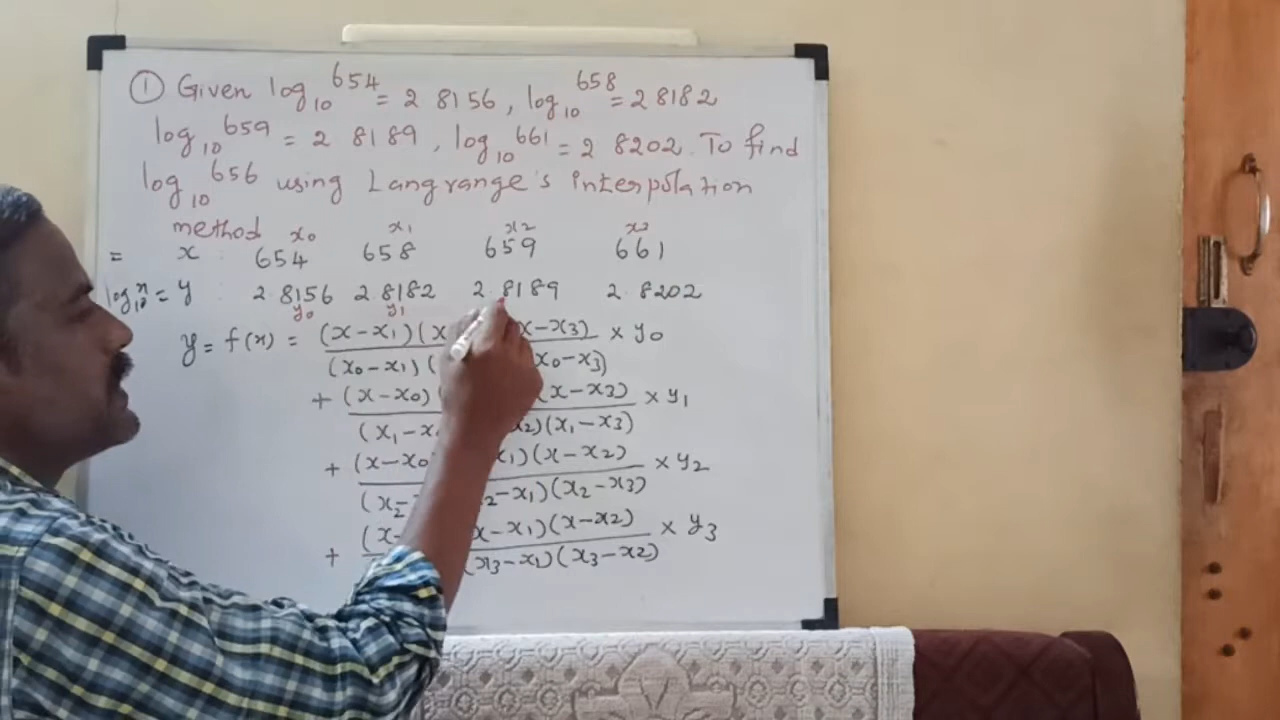 ① Given log₁₀ 654 = 2 8156, log₁₀ 658 = 2 8182
log₁₀ 659 = 2 8189, log₁₀ 661 = 2 8202. To find
log₁₀ 656 using Langrange's interpolation
method x₀ x₁ x₂ x₃
= x : 654 658 659 661
log₁₀ x = y : 2.8156 2.8182 2.8189 2.8202
y₀ y₁
y = f(x) = (x-x₁)(x x-x₃) × y₀
(x₀-x₁)( x₀-x₃)
+ (x-x₀)( (x-x₃) × y₁
(x₁-x x₂)(x₁-x₃)
+ (x-x₀) x₁)(x-x₂) × y₂
(x₂- ₂-x₁)(x₂-x₃)
+ (x- x-x₁)(x-x₂) × y₃
(x₃-x₁)(x₃-x₂)